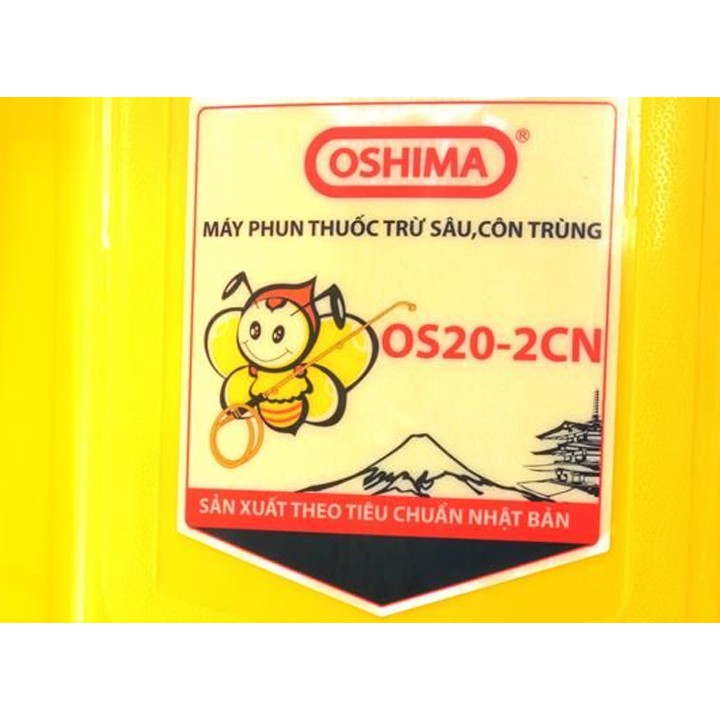 OSHIMA®
MÁY PHUN THUỐC TRỪ SÂU,CÔN TRÙNG
OS20-2CN
SẢN XUẤT THEO TIÊU CHUẨN NHẬT BẢN